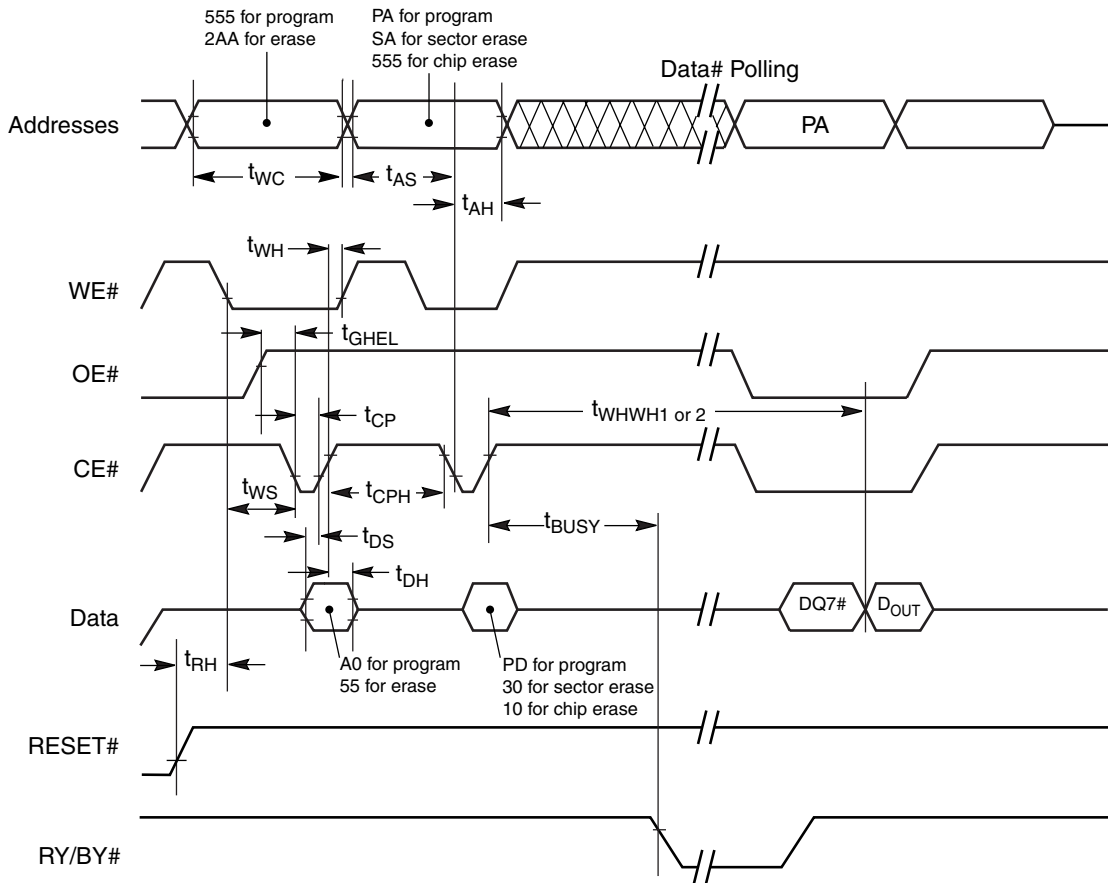 555 for program
2AA for erase
PA for program
SA for sector erase
555 for chip erase
Data# Polling
Addresses
PA
tWC
tAS
tAH
tWH
WE#
tGHEL
OE#
tWHWH1 or 2
tCP
CE#
tWS
tCPH
tBUSY
tDS
tDH
Data
DQ7#
DOUT
tRH
A0 for program
55 for erase
PD for program
30 for sector erase
10 for chip erase
RESET#
RY/BY#